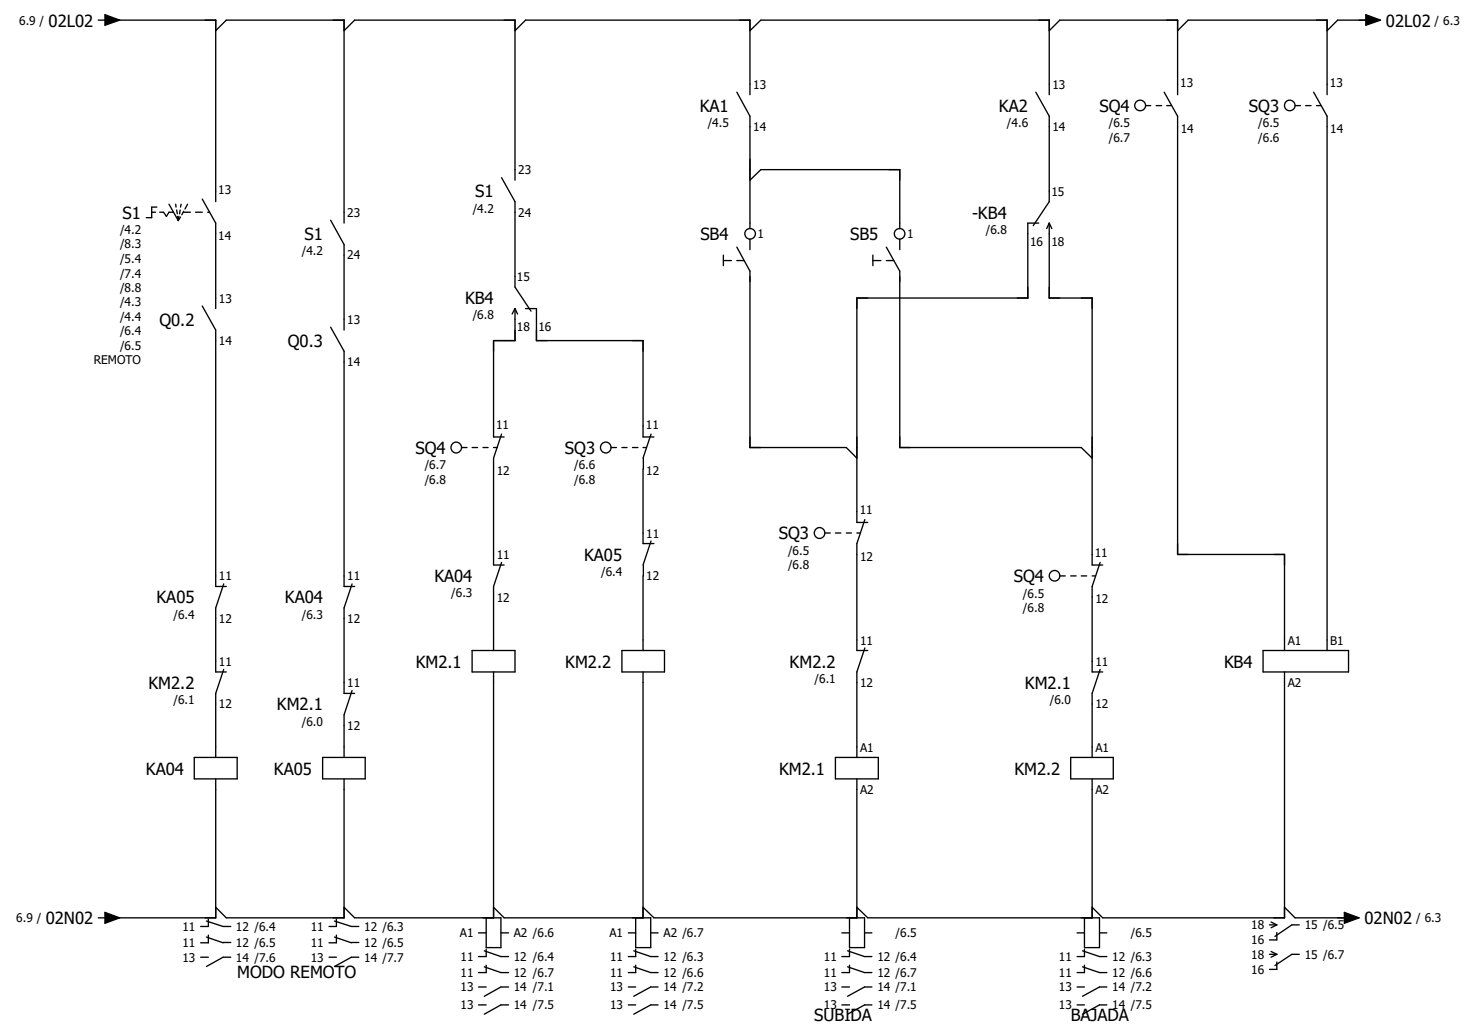 6.9 / 02L02
02L02 / 6.3
13
14
KA1
/4.5
13
14
KA2
/4.6
13
14
SQ4
/6.5
/6.7
13
14
SQ3
/6.5
/6.6
13
14
S1
/4.2
/8.3
/5.4
/7.4
/8.8
/4.3
/4.4
/6.4
/6.5
REMOTO
23
24
S1
/4.2
23
24
S1
/4.2
SB4
1
SB5
1
15
-KB4
/6.8
16
18
13
14
Q0.2
13
14
Q0.3
15
KB4
/6.8
18
16
11
SQ4
/6.7
/6.8
12
11
SQ3
/6.6
/6.8
12
11
SQ3
/6.5
/6.8
12
11
SQ4
/6.5
/6.8
12
11
KA05
/6.4
12
11
KA04
/6.3
12
11
KA04
/6.3
12
11
KA05
/6.4
12
11
KM2.2
/6.1
12
11
KM2.1
/6.0
12
KM2.1
KM2.2
11
KM2.2
/6.1
12
11
KM2.1
/6.0
12
A1
B1
KB4
A2
KA04
KA05
A1
KM2.1
A2
A1
KM2.2
A2
6.9 / 02N02
02N02 / 6.3
11 12 /6.4
11 12 /6.5
13 14 /7.6
11 12 /6.3
11 12 /6.5
13 14 /7.7
MODO REMOTO
A1 A2 /6.6
11 12 /6.4
11 12 /6.7
13 14 /7.1
13 14 /7.5
A1 A2 /6.7
11 12 /6.3
11 12 /6.6
13 14 /7.2
13 14 /7.5
/6.5
11 12 /6.4
11 12 /6.7
13 14 /7.1
13 14 /7.5
SUBIDA
/6.5
11 12 /6.3
11 12 /6.6
13 14 /7.2
13 14 /7.5
BAJADA
18 15 /6.5
16
18 15 /6.7
16